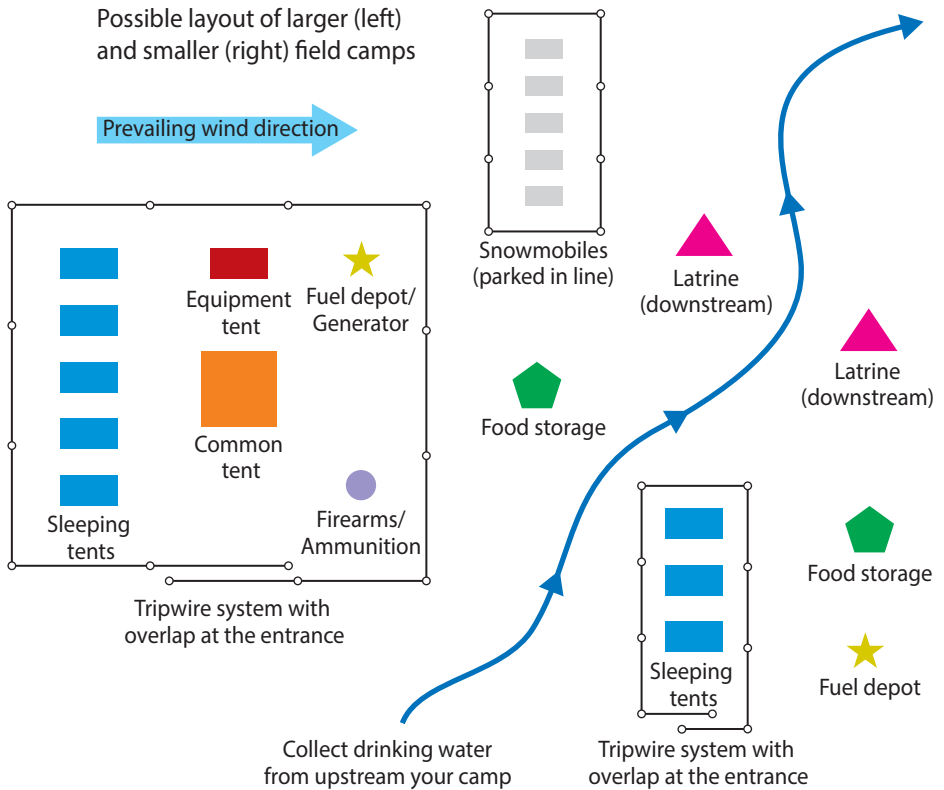 Possible layout of larger (left)
and smaller (right) field camps
Prevailing wind direction
Snowmobiles
(parked in line)
Latrine
(downstream)
Equipment
tent
Fuel depot/
Generator
Latrine
(downstream)
Food storage
Common
tent
Sleeping
tents
Firearms/
Ammunition
Food storage
Tripwire system with
overlap at the entrance
Sleeping
tents
Fuel depot
Collect drinking water
from upstream your camp
Tripwire system with
overlap at the entrance